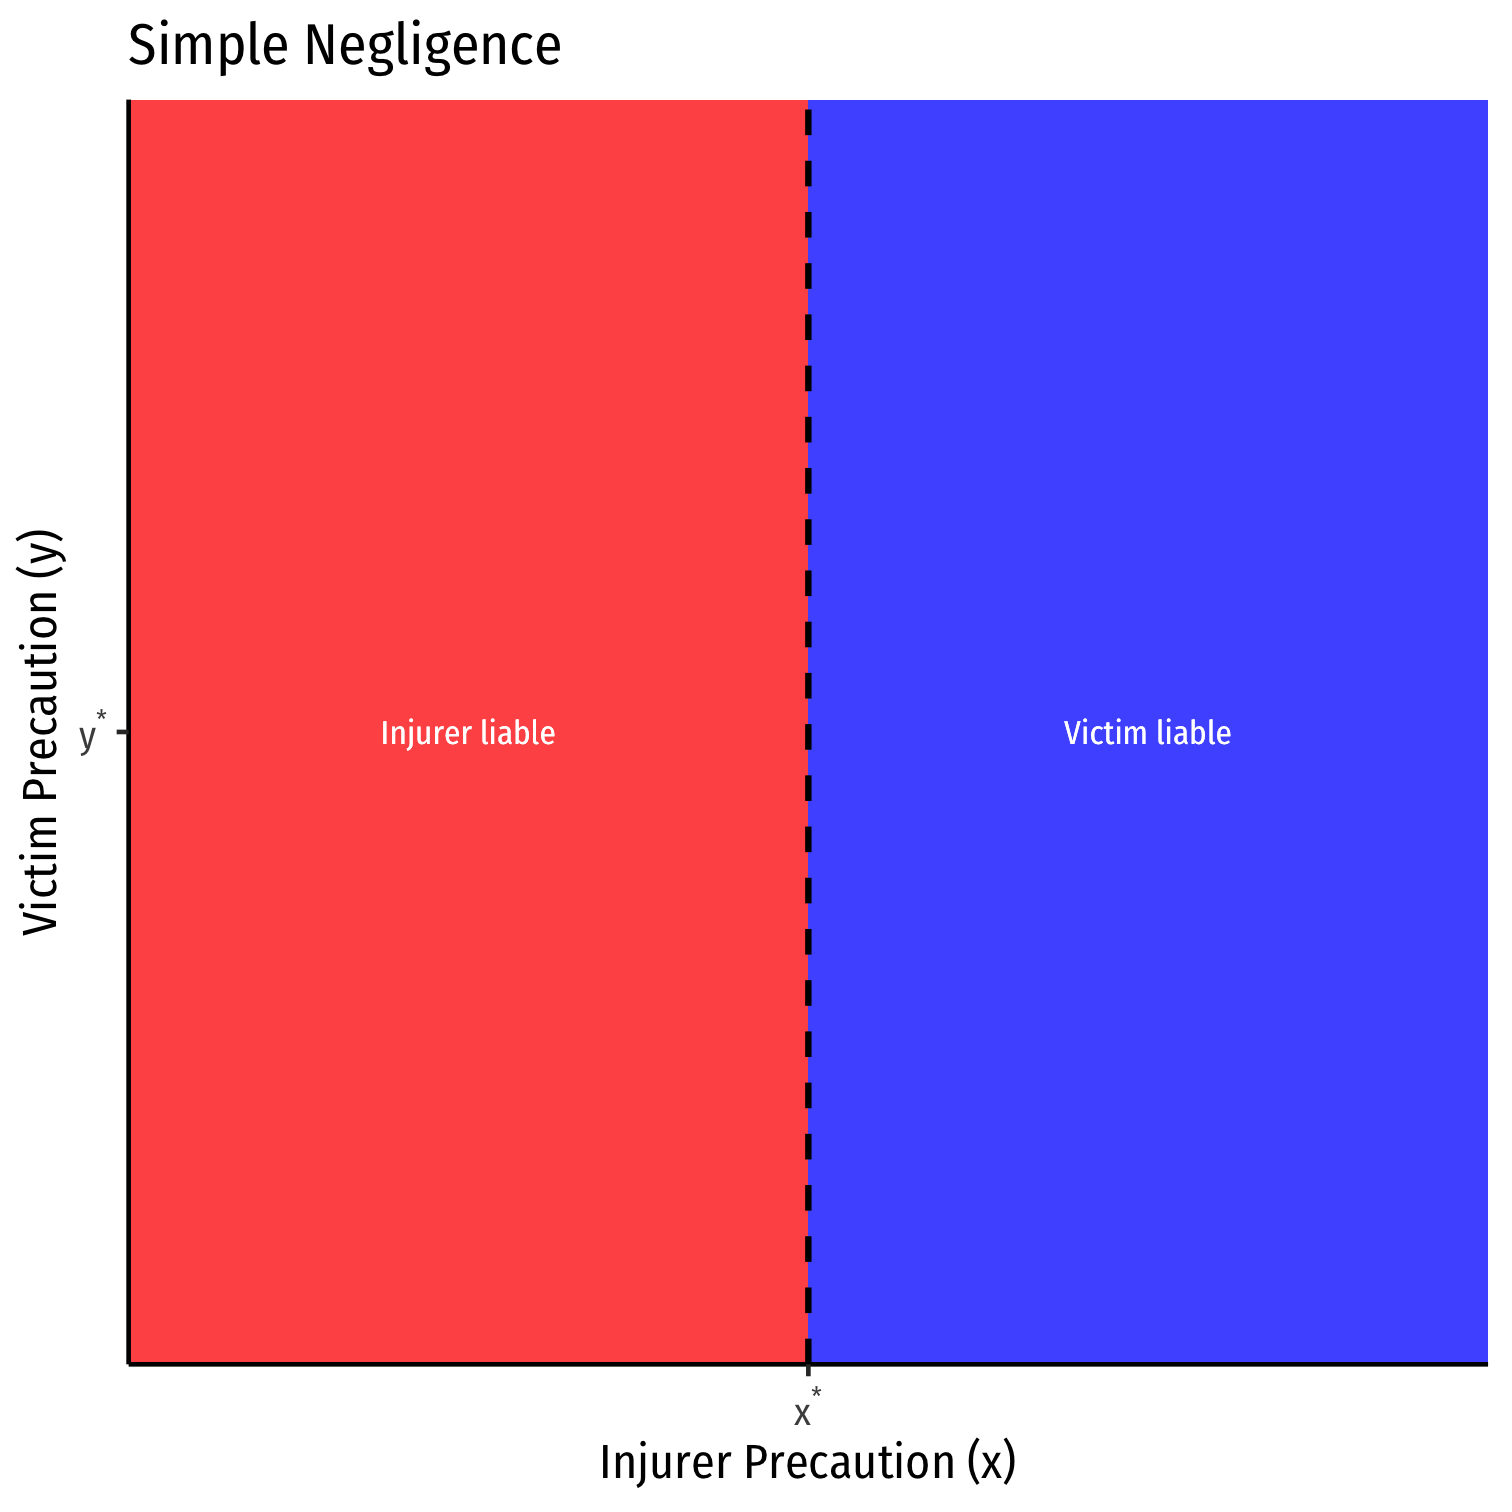 Simple Negligence
Victim Precaution (y)
y*
Injurer liable
Victim liable
x*
Injurer Precaution (x)